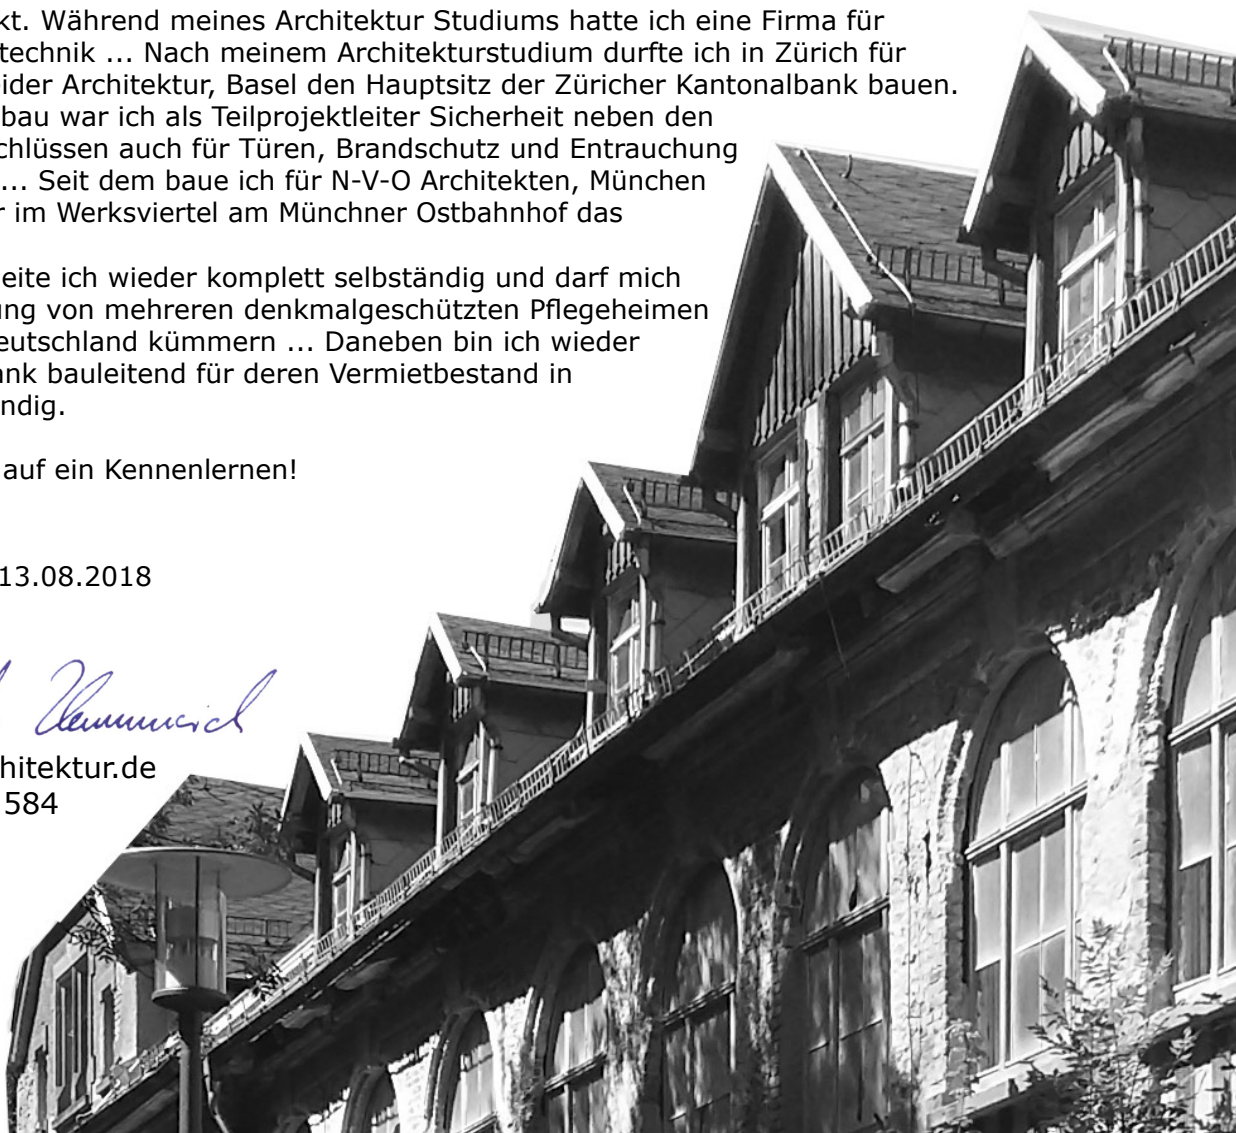 kt. Während meines Architektur Studiums hatte ich eine Firma für
technik ... Nach meinem Architekturstudium durfte ich in Zürich für
ider Architektur, Basel den Hauptsitz der Züricher Kantonalbank bauen.
bau war ich als Teilprojektleiter Sicherheit neben den
chlüssen auch für Türen, Brandschutz und Entrauchung
... Seit dem baue ich für N-V-O Architekten, München
r im Werksviertel am Münchner Ostbahnhof das
eite ich wieder komplett selbständig und darf mich
ung von mehreren denkmalgeschützten Pflegeheimen
eutschland kümmern ... Daneben bin ich wieder
ank bauleitend für deren Vermietbestand in
ndig.
auf ein Kennenlernen!
13.08.2018
hitektur.de
584